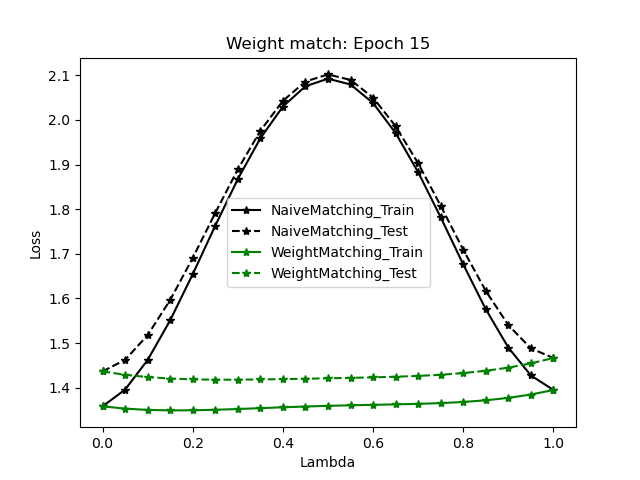 Weight match: Epoch 15
Loss
2.1
2.0
1.9
1.8
1.7
1.6
1.5
1.4
NaiveMatching_Train
NaiveMatching_Test
WeightMatching_Train
WeightMatching_Test
0.0 0.2 0.4 0.6 0.8 1.0
Lambda